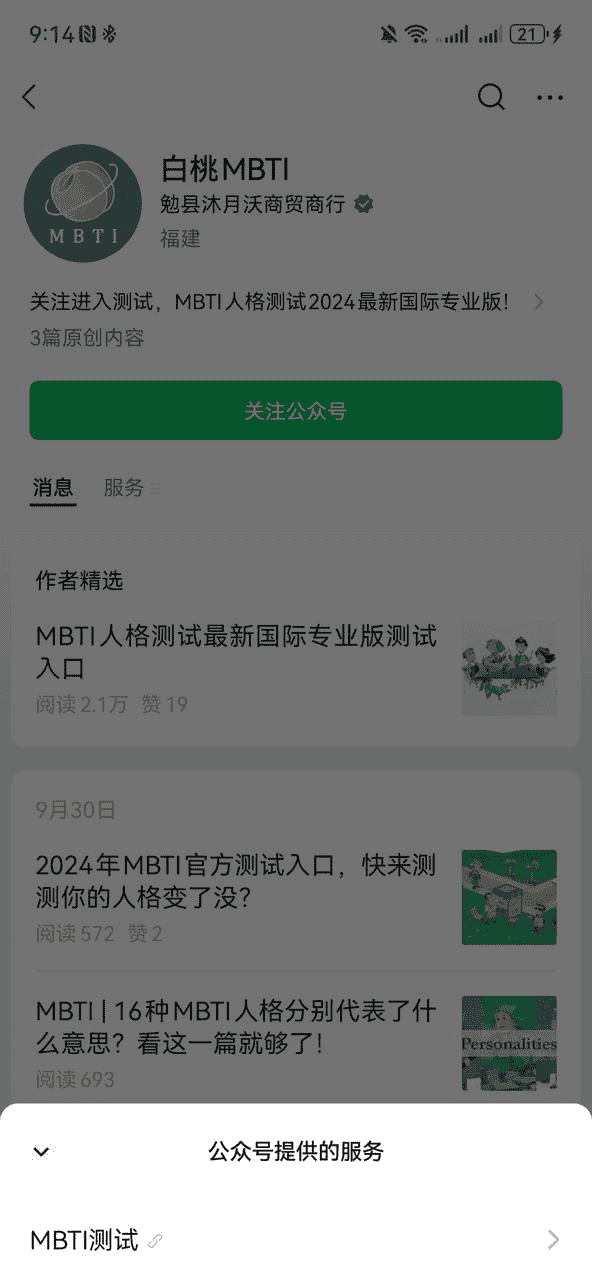 9:14
21
MBTI
白桃MBTI
勉县沐月沃商贸商行
福建
关注进入测试，MBTI人格测试2024最新国际专业版！
3篇原创内容
关注公众号
消息 服务
作者精选
MBTI人格测试最新国际专业版测试
入口
阅读2.1万 赞19
9月30日
2024年MBTI官方测试入口，快来测
测你的人格变了没？
阅读572 赞2
MBTI | 16种MBTI人格分别代表了什
么意思？看这一篇就够了！
Personalities
阅读693
公众号提供的服务
MBTI测试